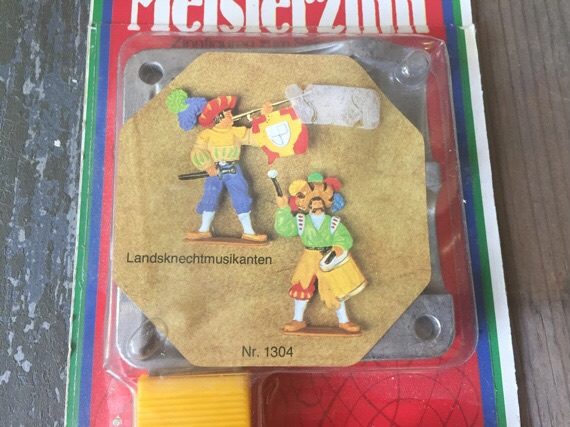 Meisterzinn
Landsknechtmusikanten
Nr. 1304